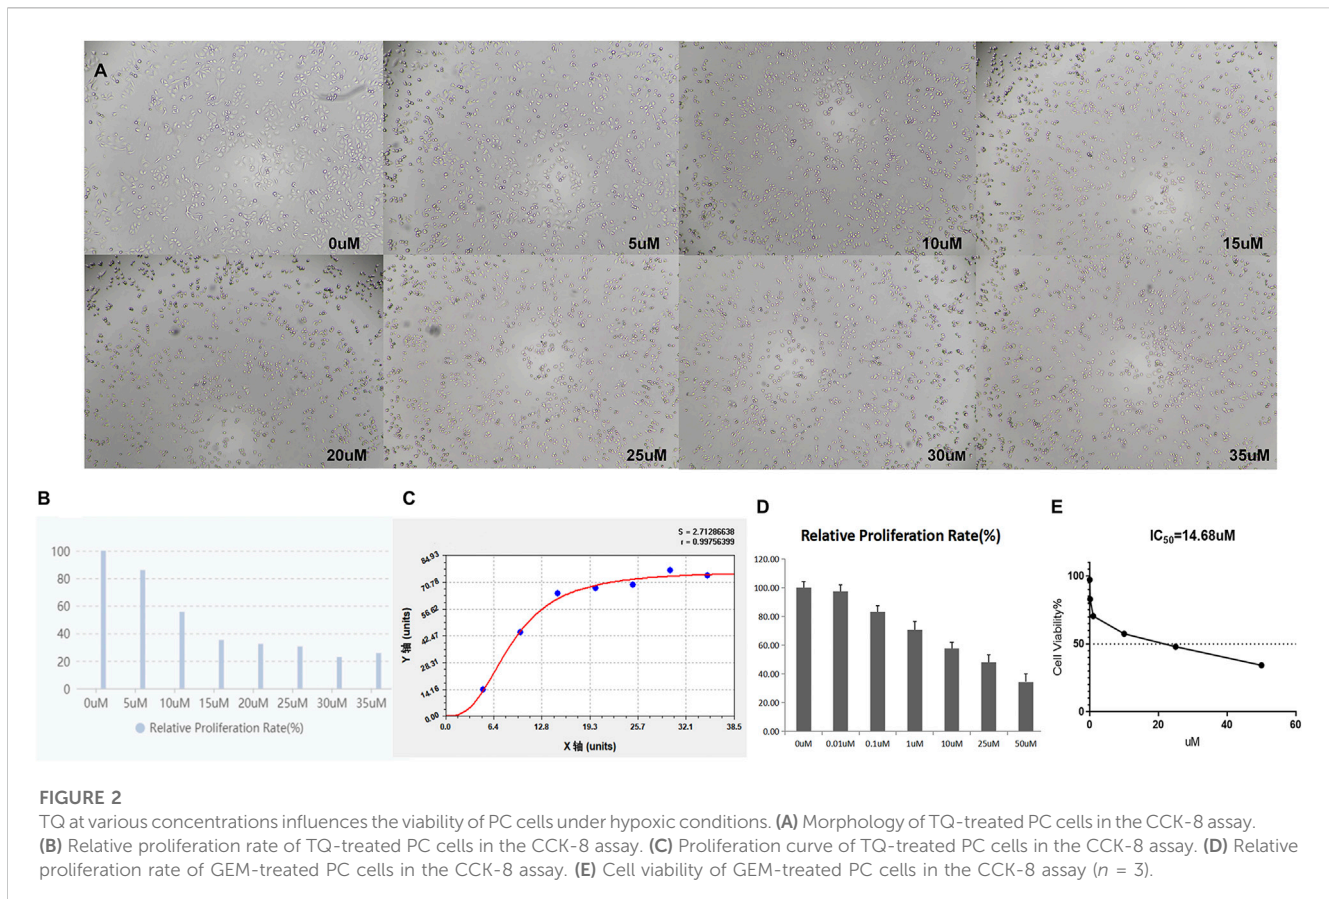 A
0uM
5uM
10uM
15uM
20uM
25uM
30uM
35uM
B
100
80
60
40
20
0
0uM 5uM 10uM 15uM 20uM 25uM 30uM 35uM
Relative Proliferation Rate(%)
C
S = 2.71286638
r = 0.99756399
Y 轴 (units)
84.93
70.78
56.62
42.47
28.31
14.16
0.00
0.0 6.4 12.8 19.3 25.7 32.1 38.5
X 轴 (units)
D
Relative Proliferation Rate(%)
120.00
100.00
80.00
60.00
40.00
20.00
0.00
0uM 0.01uM 0.1uM 1uM 10uM 25uM 50uM
E
IC50=14.68uM
Cell Viability%
100
50
0
0 20 40 60
uM
FIGURE 2
TQ at various concentrations influences the viability of PC cells under hypoxic conditions. (A) Morphology of TQ-treated PC cells in the CCK-8 assay.
(B) Relative proliferation rate of TQ-treated PC cells in the CCK-8 assay. (C) Proliferation curve of TQ-treated PC cells in the CCK-8 assay. (D) Relative
proliferation rate of GEM-treated PC cells in the CCK-8 assay. (E) Cell viability of GEM-treated PC cells in the CCK-8 assay (n = 3).